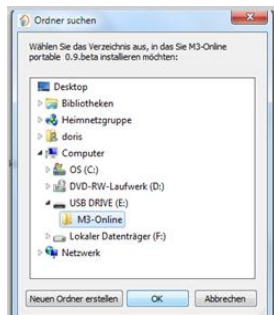 Ordner suchen
Wählen Sie das Verzeichnis aus, in das Sie M3-Online
portable 0.9.beta installieren möchten:
Desktop
Bibliotheken
Heimnetzgruppe
doris
Computer
OS (C:)
DVD-RW-Laufwerk (D:)
USB DRIVE (E:)
M3-Online
Lokaler Datenträger (F:)
Netzwerk
Neuen Ordner erstellen OK Abbrechen